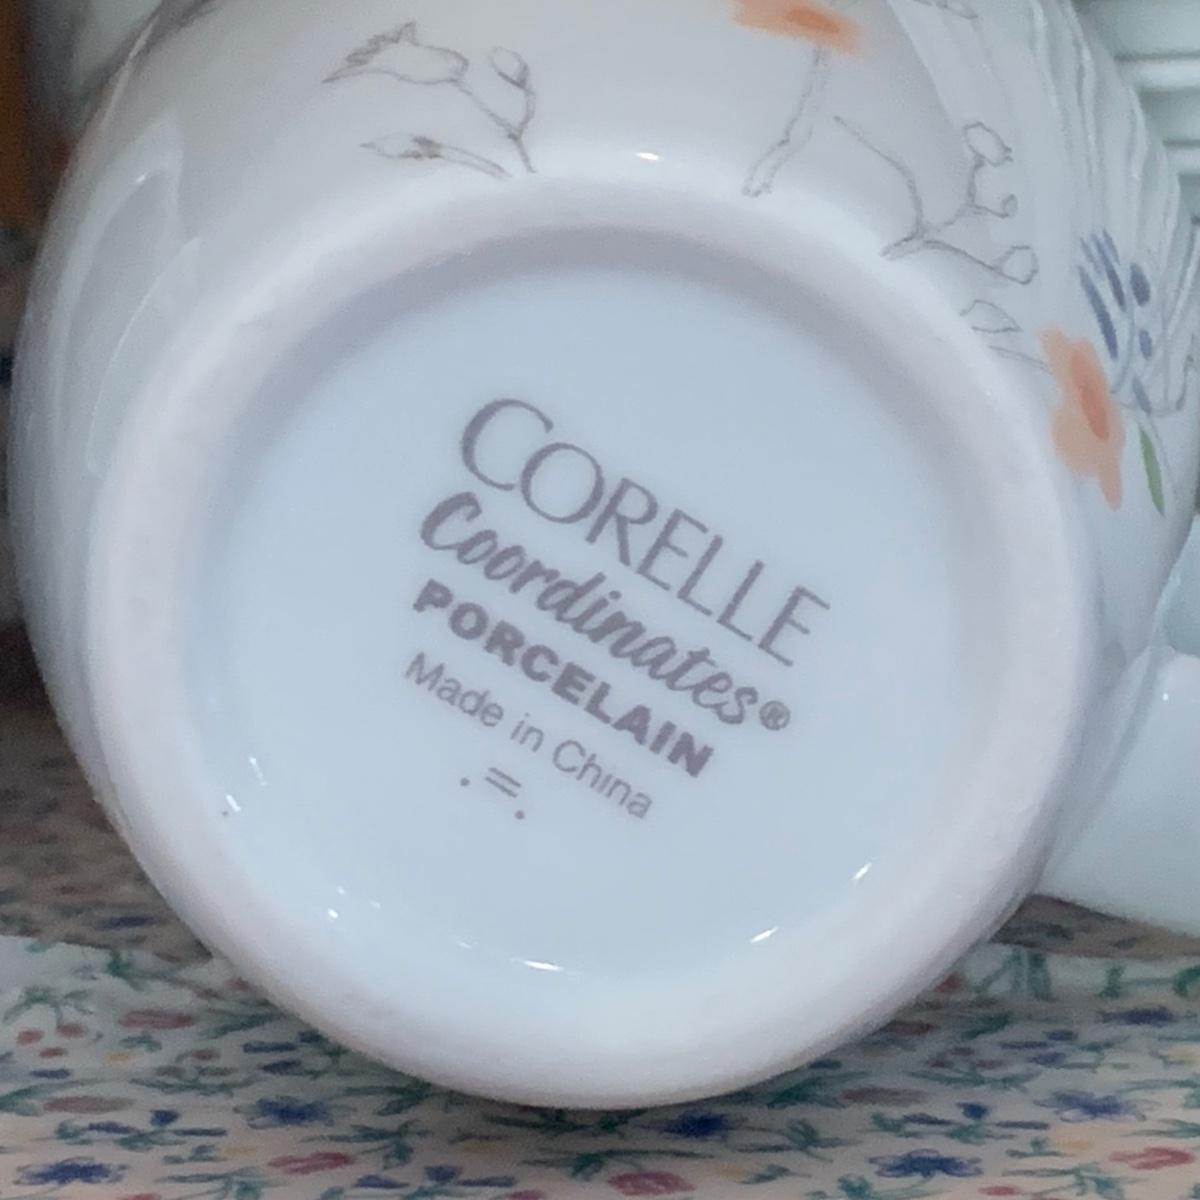 CORELLE
Coordinates®
PORCELAIN
Made in China
. = .